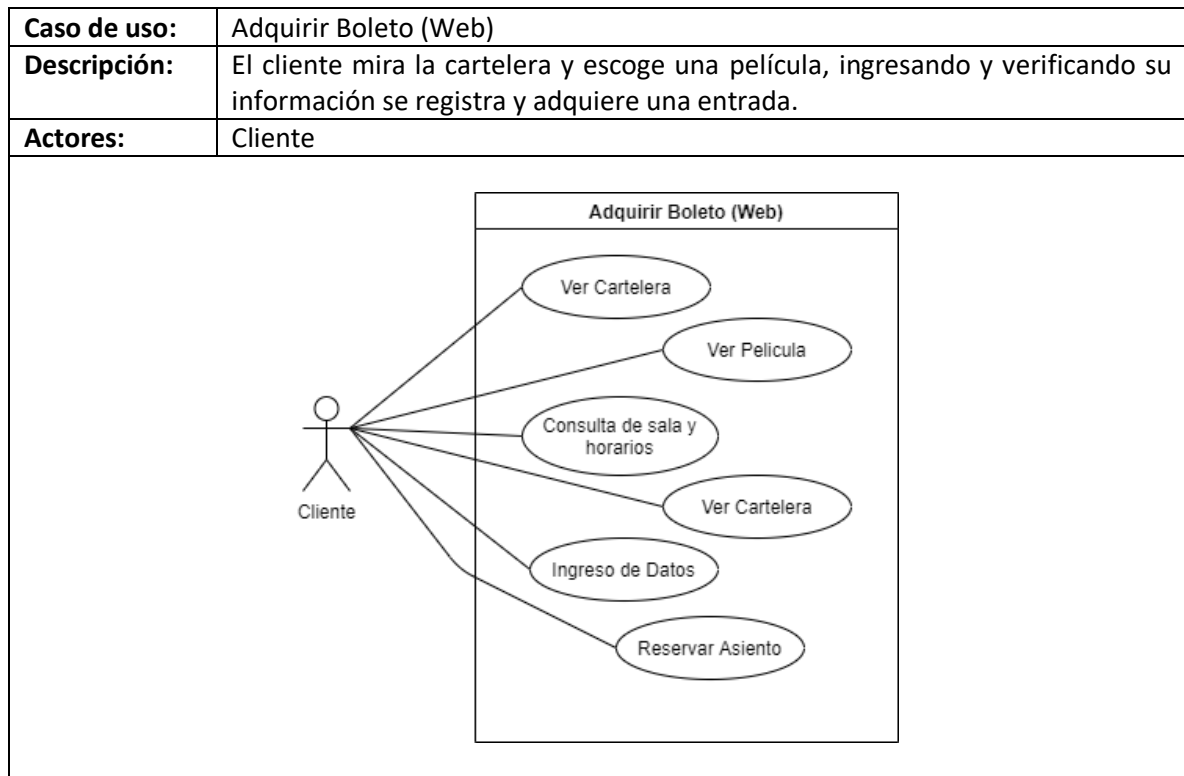 Caso de uso: Adquirir Boleto (Web)
Descripción: El cliente mira la cartelera y escoge una película, ingresando y verificando su
información se registra y adquiere una entrada.
Actores: Cliente
Adquirir Boleto (Web)
Ver Cartelera
Ver Pelicula
Consulta de sala y
horarios
Ver Cartelera
Cliente
Ingreso de Datos
Reservar Asiento